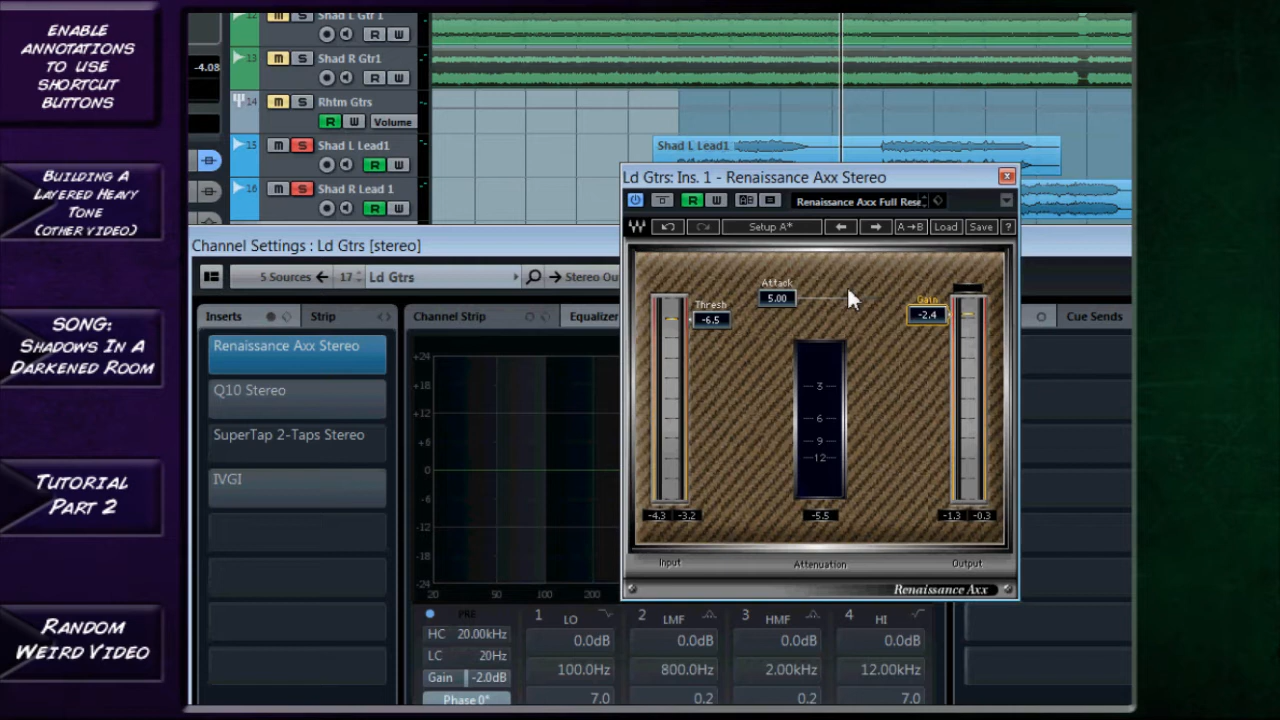 ENABLE
ANNOTATIONS
TO USE
SHORTCUT
BUTTONS
BUILDING A
LAYERED HEAVY
TONE
(OTHER VIDEO)
SONG:
SHADOWS IN A
DARKENED ROOM
TUTORIAL
PART 2
RANDOM
WEIRD VIDEO
-4.08
12
Shad L Gtr 1
R W
13 m S Shad R Gtr1
R W
14 m S Rhtm Gtrs
R W Volume
15 m S Shad L Lead1
R W
16 m S Shad R Lead 1
R W
Shad L Lead1
Channel Settings : Ld Gtrs [stereo]
5 Sources 17 Ld Gtrs Stereo Ou
Inserts Strip
Renaissance Axx Stereo
Q10 Stereo
SuperTap 2-Taps Stereo
IVGI
Channel Strip Equalizer
Cue Sends
+24
+18
+12
+6
0
-6
-12
-18
-24
20 50 100 200
PRE
HC 20.00kHz
LC 20Hz
Gain -2.0dB
Phase 0°
1 LO
0.0dB
100.0Hz
7.0
2 LMF
0.0dB
800.0Hz
0.2
3 HMF
0.0dB
2.00kHz
0.2
4 HI
0.0dB
12.00kHz
7.0
Ld Gtrs: Ins. 1 - Renaissance Axx Stereo
R W Renaissance Axx Full Rese
Setup A* A→B Load Save ?
Attack
5.00
Thresh
-6.5
Gain
-2.4
3
6
9
12
-4.3 -3.2
-5.5
-1.3 -0.3
Input
Attenuation
Output
Renaissance Axx